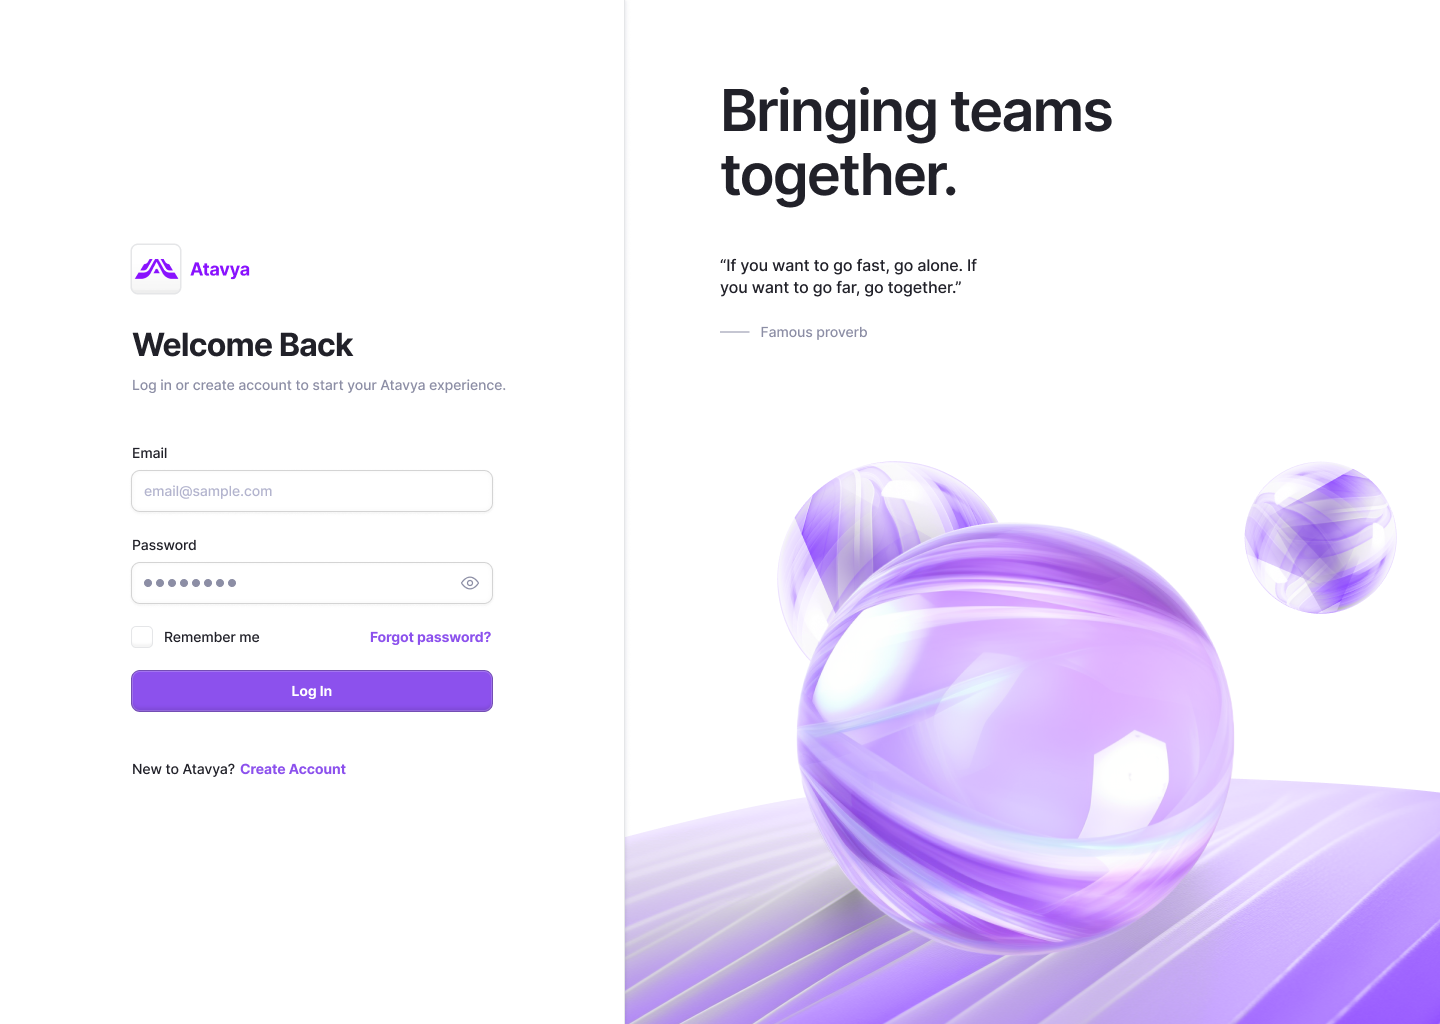 Atavya
Welcome Back
Log in or create account to start your Atavya experience.
Email
email@sample.com
Password
Remember me
Forgot password?
Log In
New to Atavya? Create Account
Bringing teams
together.
“If you want to go fast, go alone. If
you want to go far, go together.”
Famous proverb